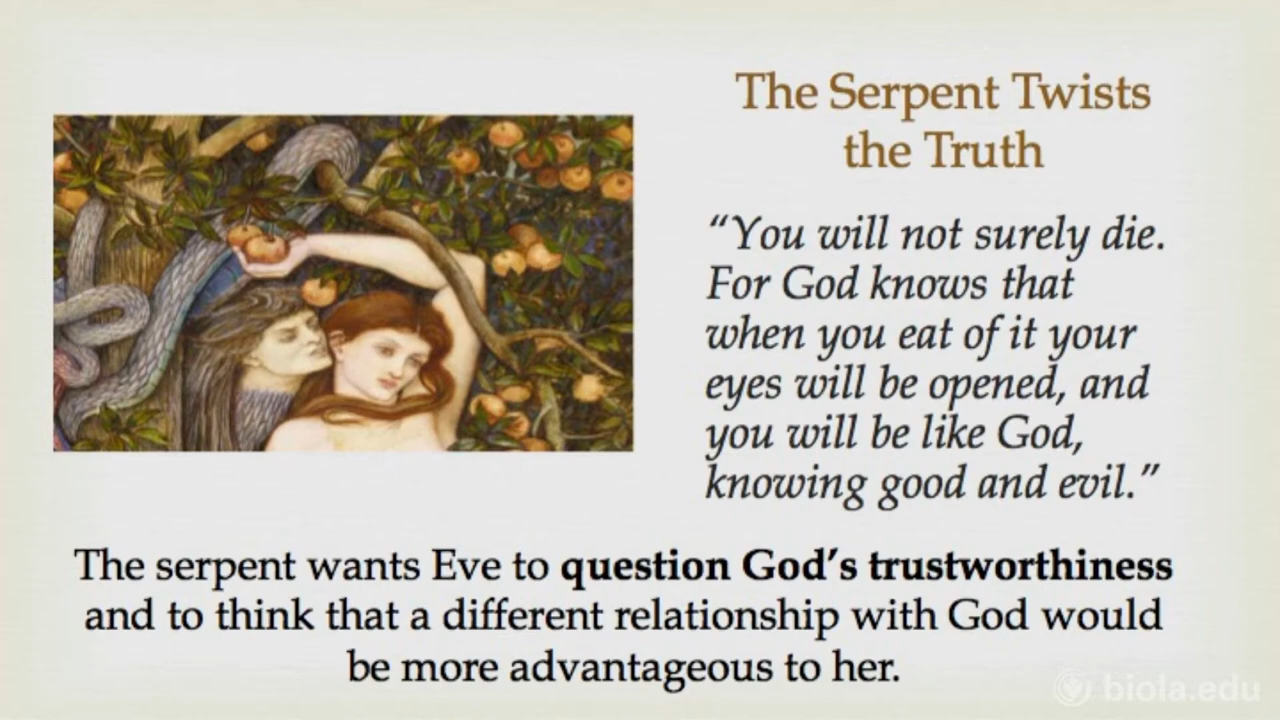 The Serpent Twists
the Truth
“You will not surely die.
For God knows that
when you eat of it your
eyes will be opened, and
you will be like God,
knowing good and evil.”
The serpent wants Eve to question God’s trustworthiness
and to think that a different relationship with God would
be more advantageous to her.
biola.edu